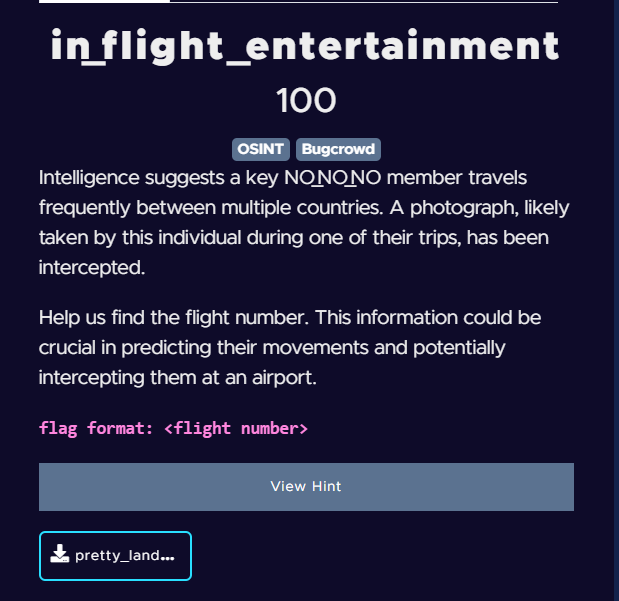 in_flight_entertainment
100
OSINT Bugcrowd
Intelligence suggests a key NO_NO_NO member travels
frequently between multiple countries. A photograph, likely
taken by this individual during one of their trips, has been
intercepted.
Help us find the flight number. This information could be
crucial in predicting their movements and potentially
intercepting them at an airport.
flag format: <flight number>
View Hint
pretty_land...